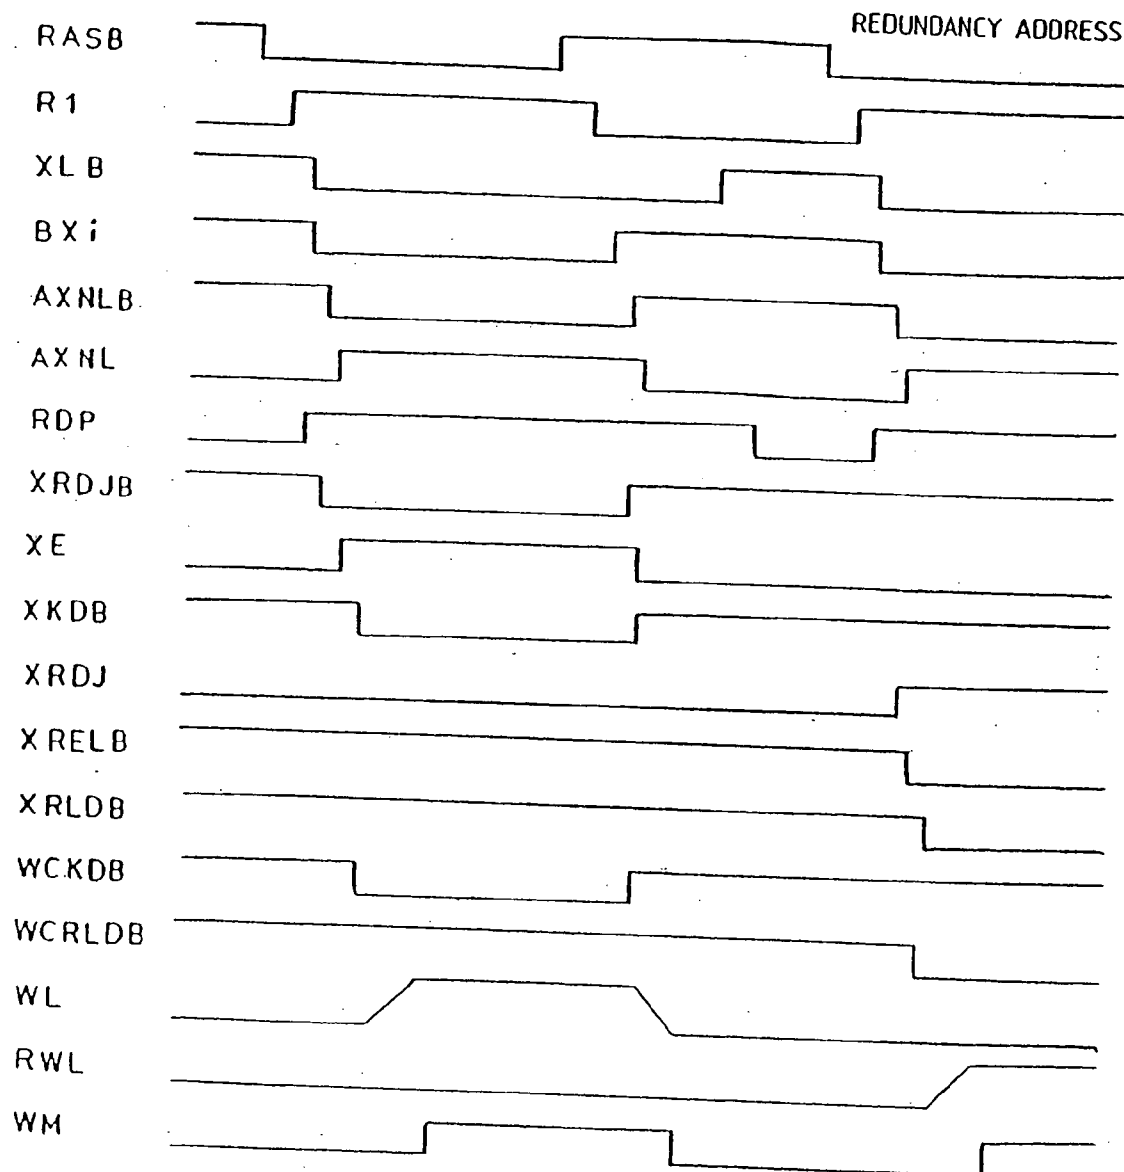 REDUNDANCY ADDRESS
RASB
R1
XLB
BXi
AXNLB
AXNL
RDP
XRDJB
XE
XKDB
XRDJ
XRELB
XRLDB
WCKDB
WCRLDB
WL
RWL
WM